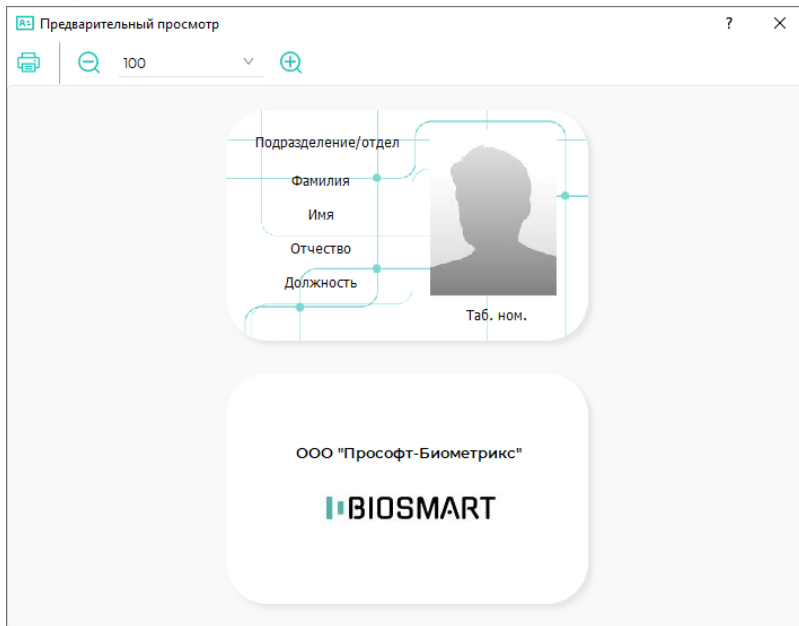 Предварительный просмотр
?
100
Подразделение/отдел
Фамилия
Имя
Отчество
Должность
Таб. ном.
ООО "Прософт-Биометрикс"
BIOSMART